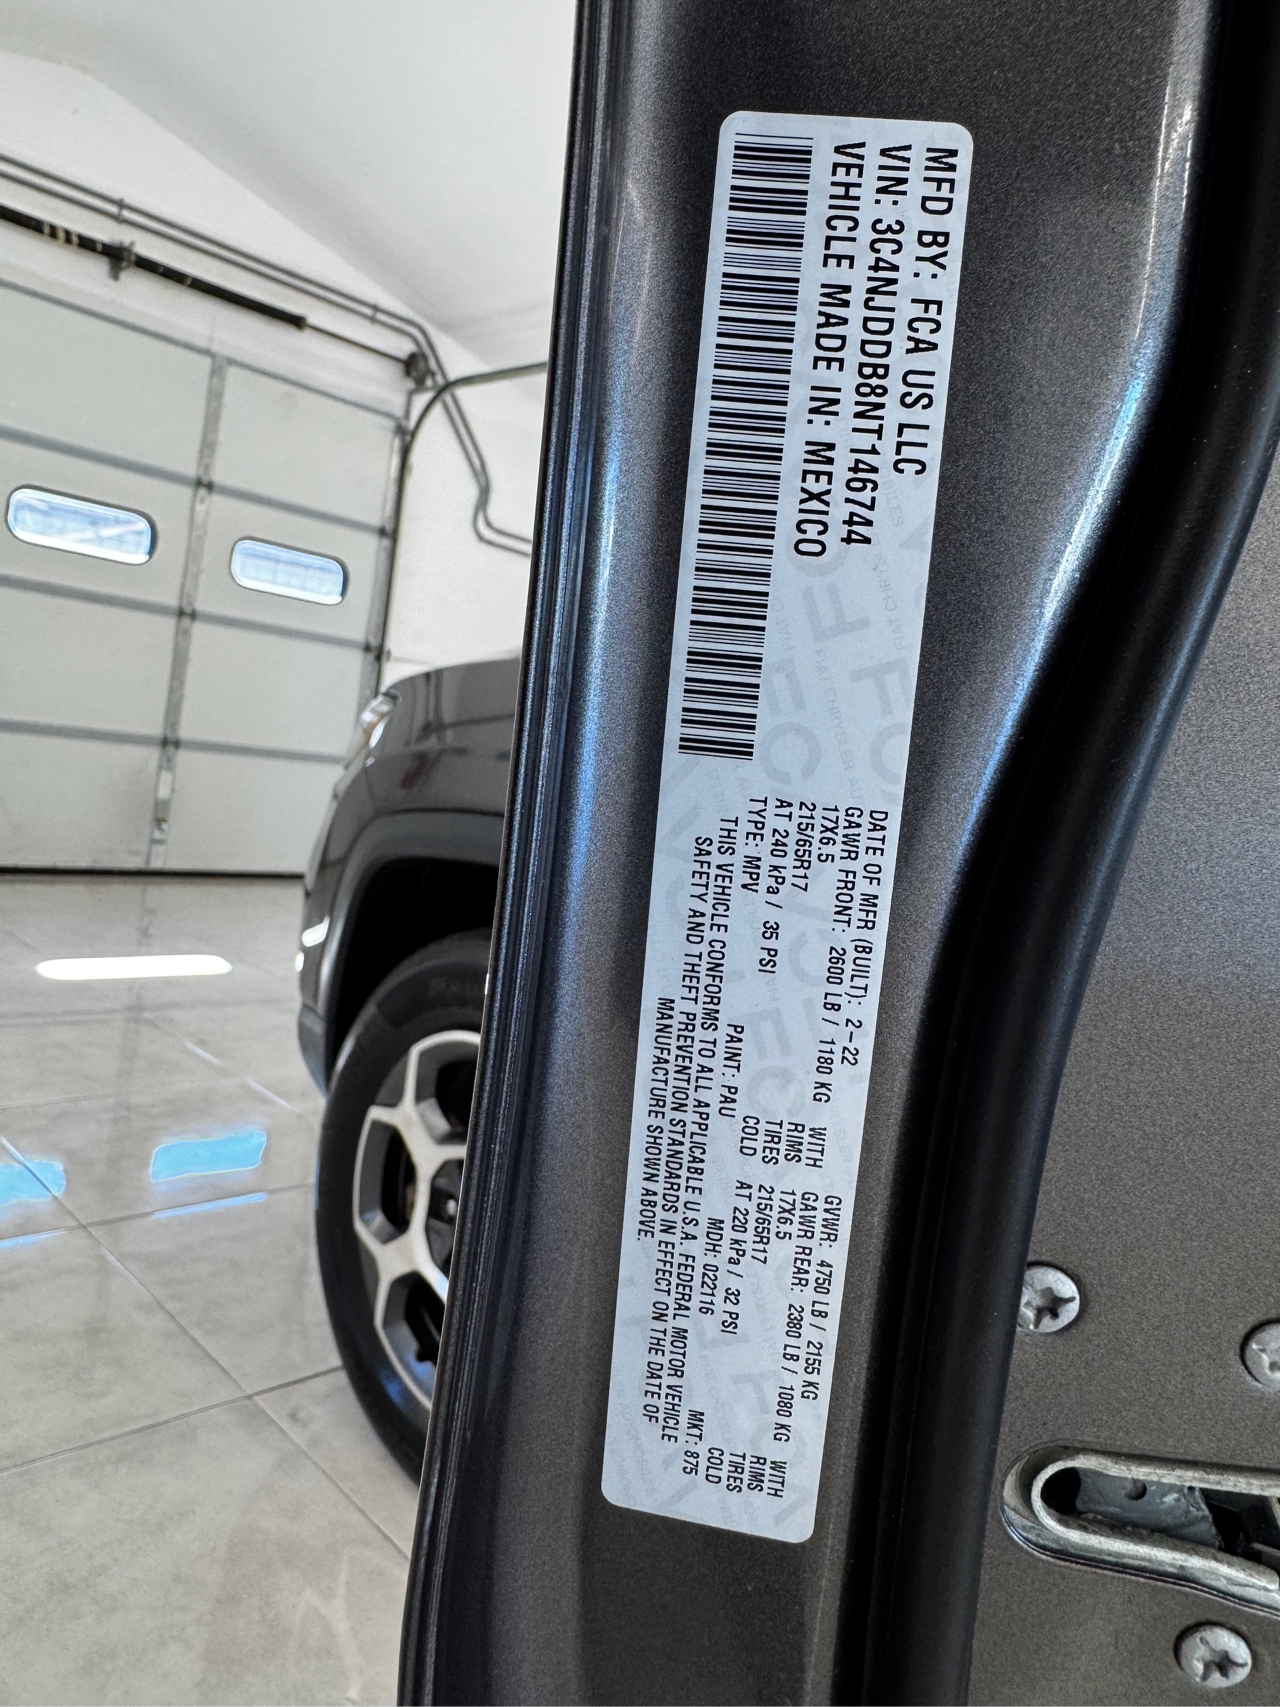 MFD BY: FCA US LLC
VIN: 3C4NJDDB8NT146744
VEHICLE MADE IN: MEXICO
DATE OF MFR (BUILT): 2-22 GVWR: 4750 LB / 2155 KG
GAWR FRONT: 2600 LB / 1180 KG WITH GAWR REAR: 2380 LB / 1080 KG WITH
17X6.5 RIMS 17X6.5 RIMS
215/65R17 TIRES 215/65R17 TIRES
AT 240 kPa / 35 PSI COLD AT 220 kPa / 32 PSI COLD
TYPE: MPV PAINT: PAU MDH: 022116 MKT: 875
THIS VEHICLE CONFORMS TO ALL APPLICABLE U.S.A. FEDERAL MOTOR VEHICLE
SAFETY AND THEFT PREVENTION STANDARDS IN EFFECT ON THE DATE OF
MANUFACTURE SHOWN ABOVE.